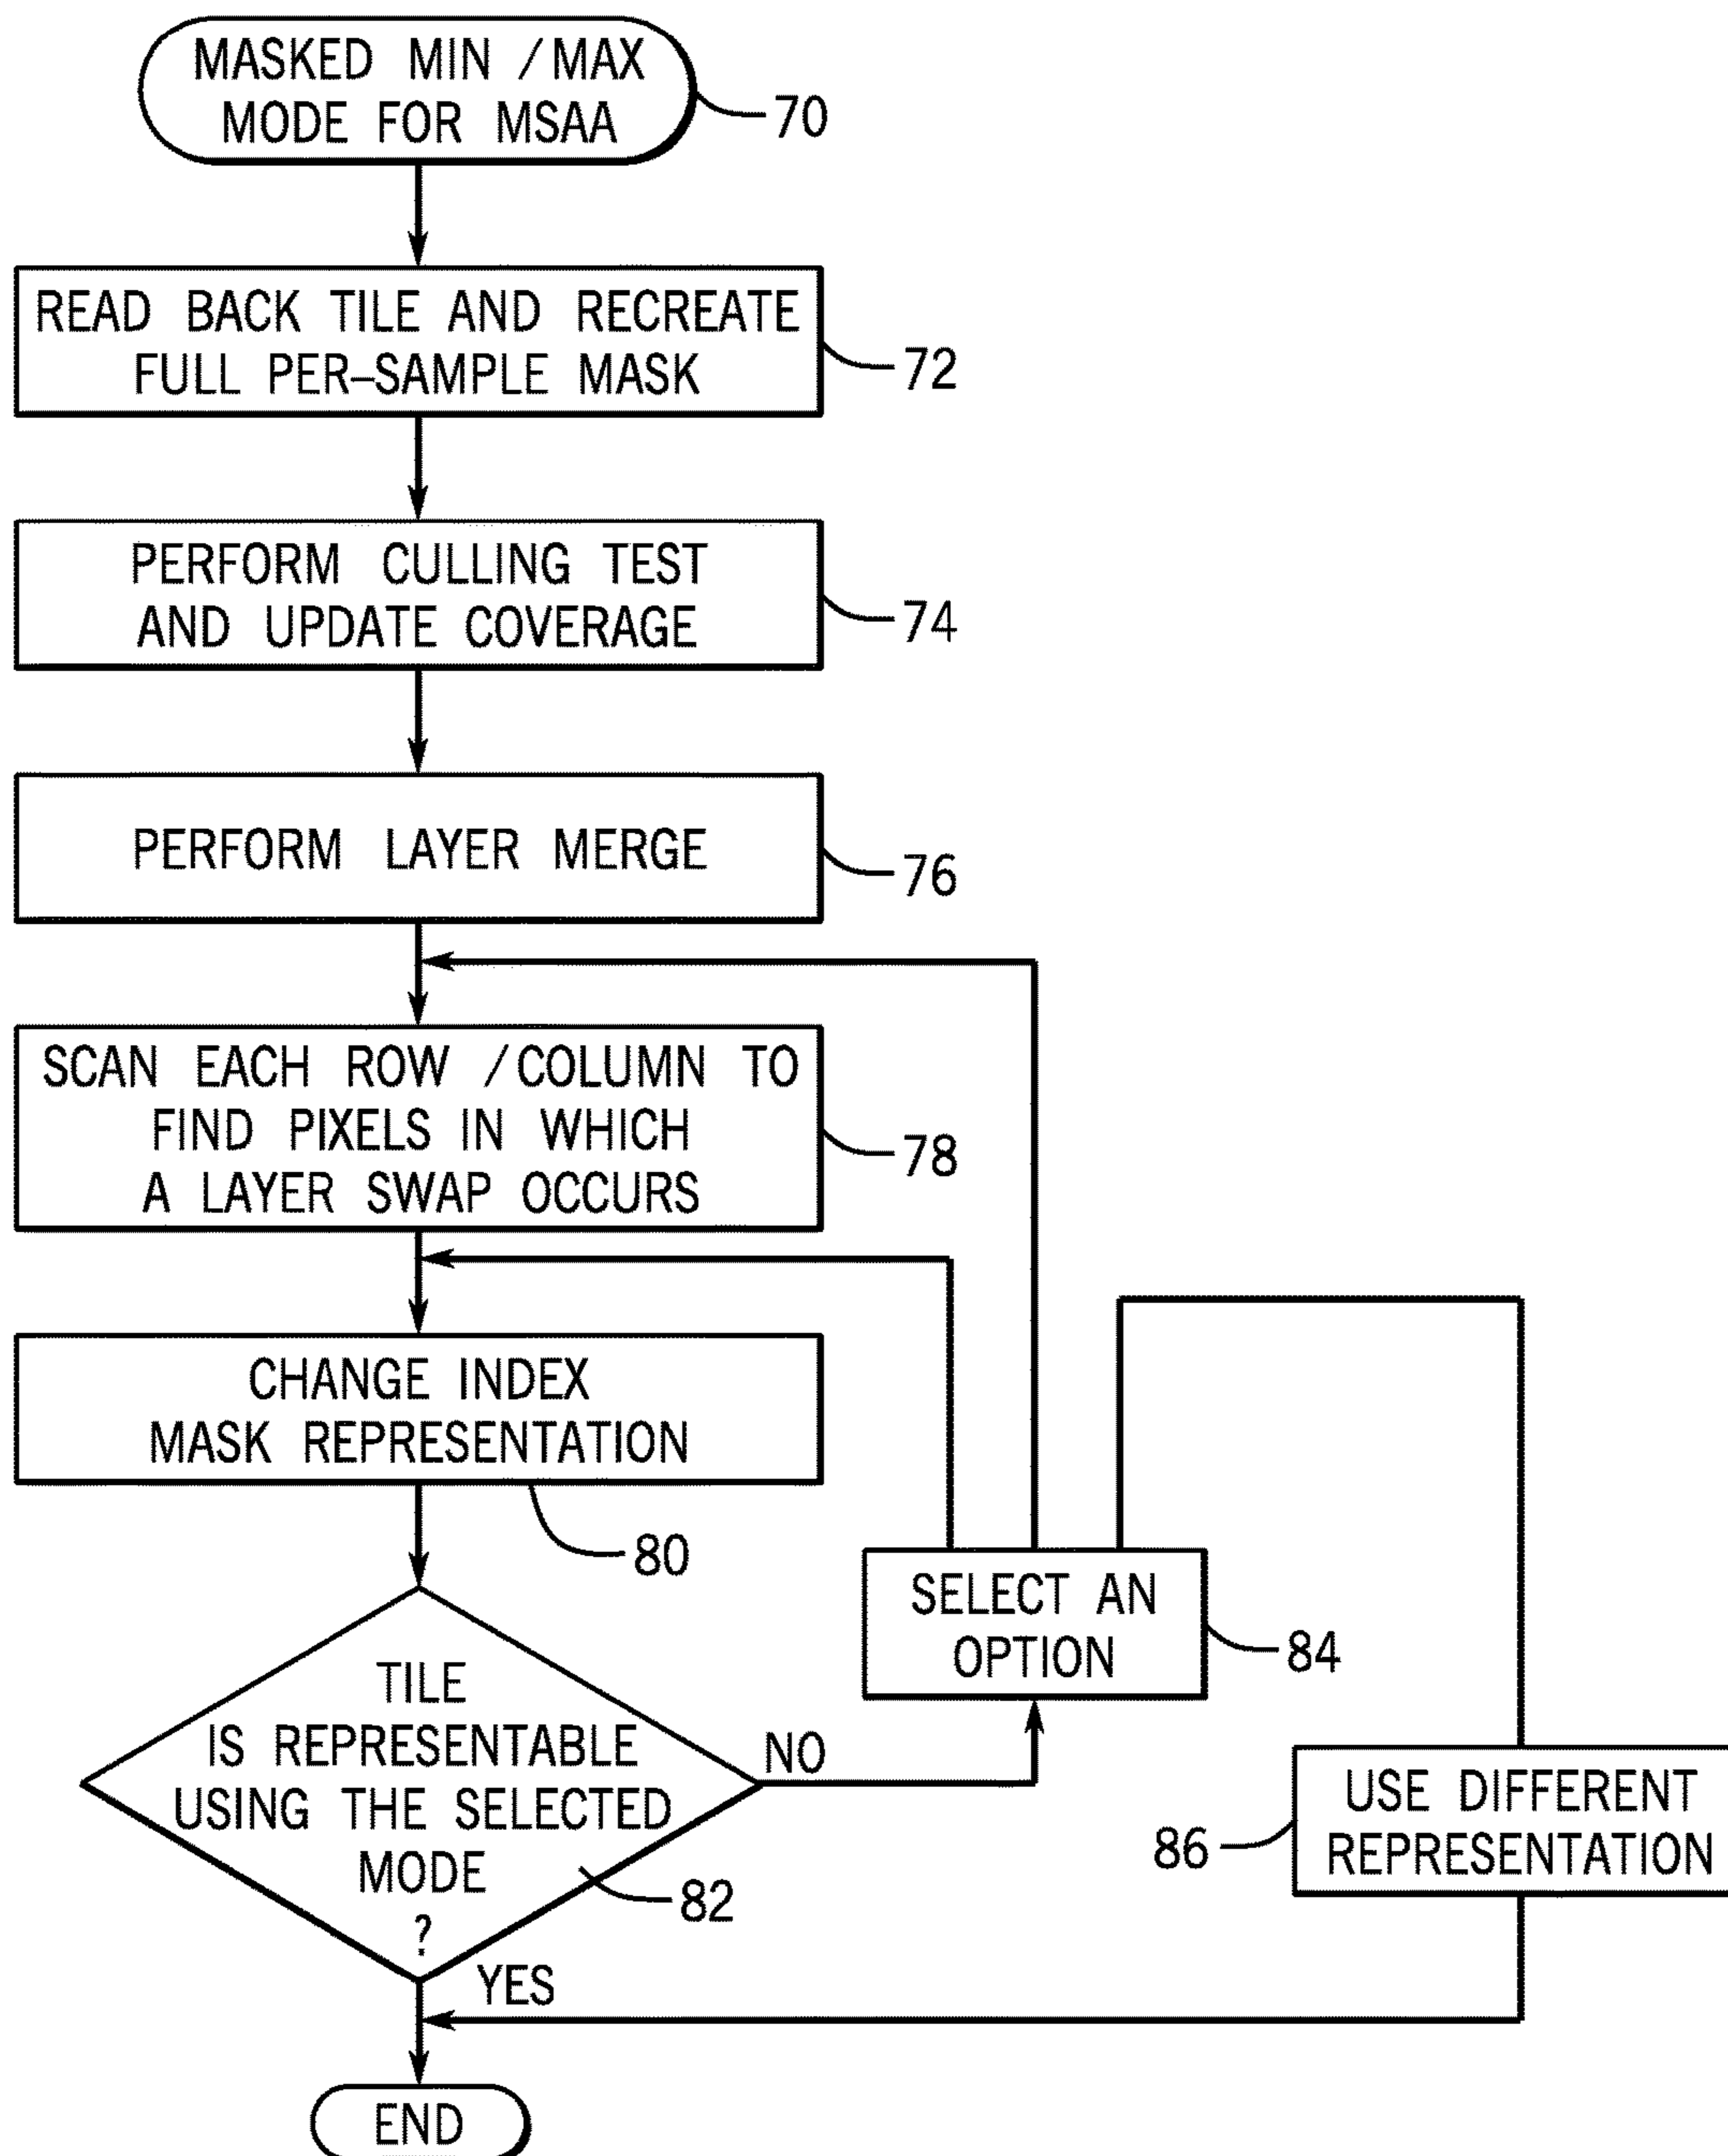 MASKED MIN /MAX
MODE FOR MSAA
70
READ BACK TILE AND RECREATE
FULL PER-SAMPLE MASK
72
PERFORM CULLING TEST
AND UPDATE COVERAGE
74
PERFORM LAYER MERGE
76
SCAN EACH ROW /COLUMN TO
FIND PIXELS IN WHICH
A LAYER SWAP OCCURS
78
CHANGE INDEX
MASK REPRESENTATION
80
TILE
IS REPRESENTABLE
USING THE SELECTED
MODE
?
82
NO
SELECT AN
OPTION
84
USE DIFFERENT
REPRESENTATION
86
YES
END